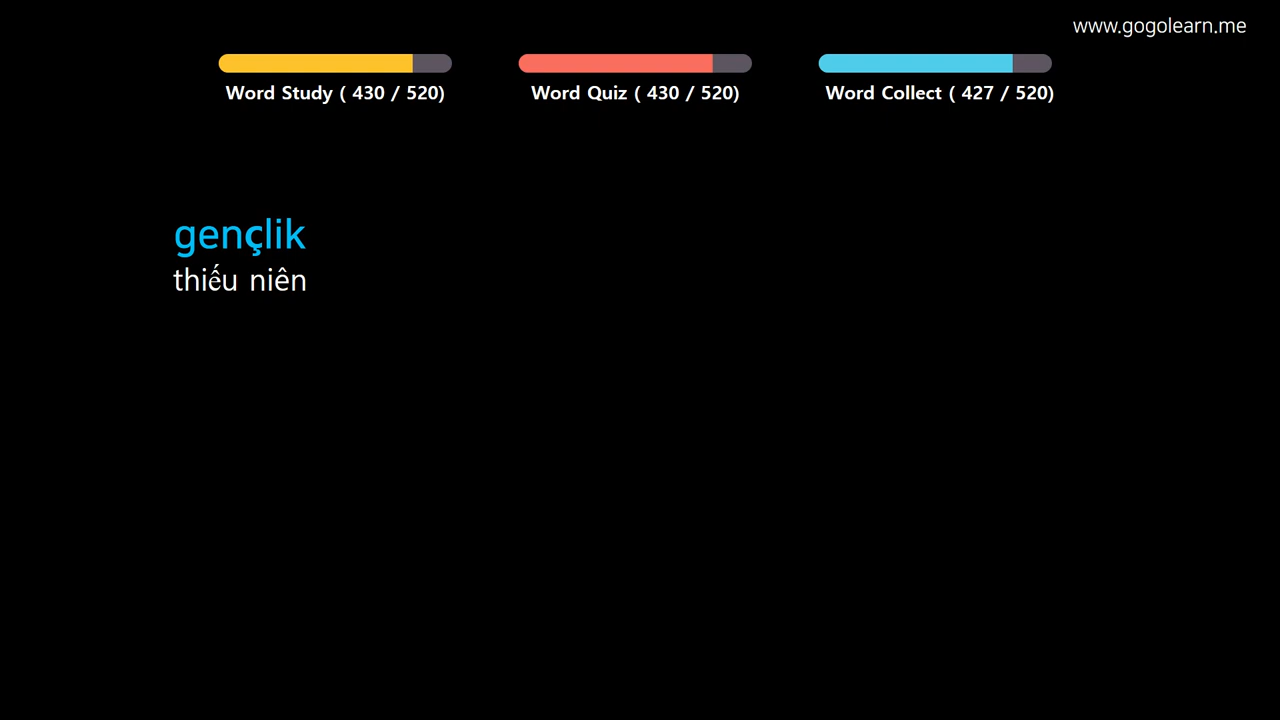 www.gogolearn.me
Word Study ( 430 / 520)
Word Quiz ( 430 / 520)
Word Collect ( 427 / 520)
gençlik
thiếu niên